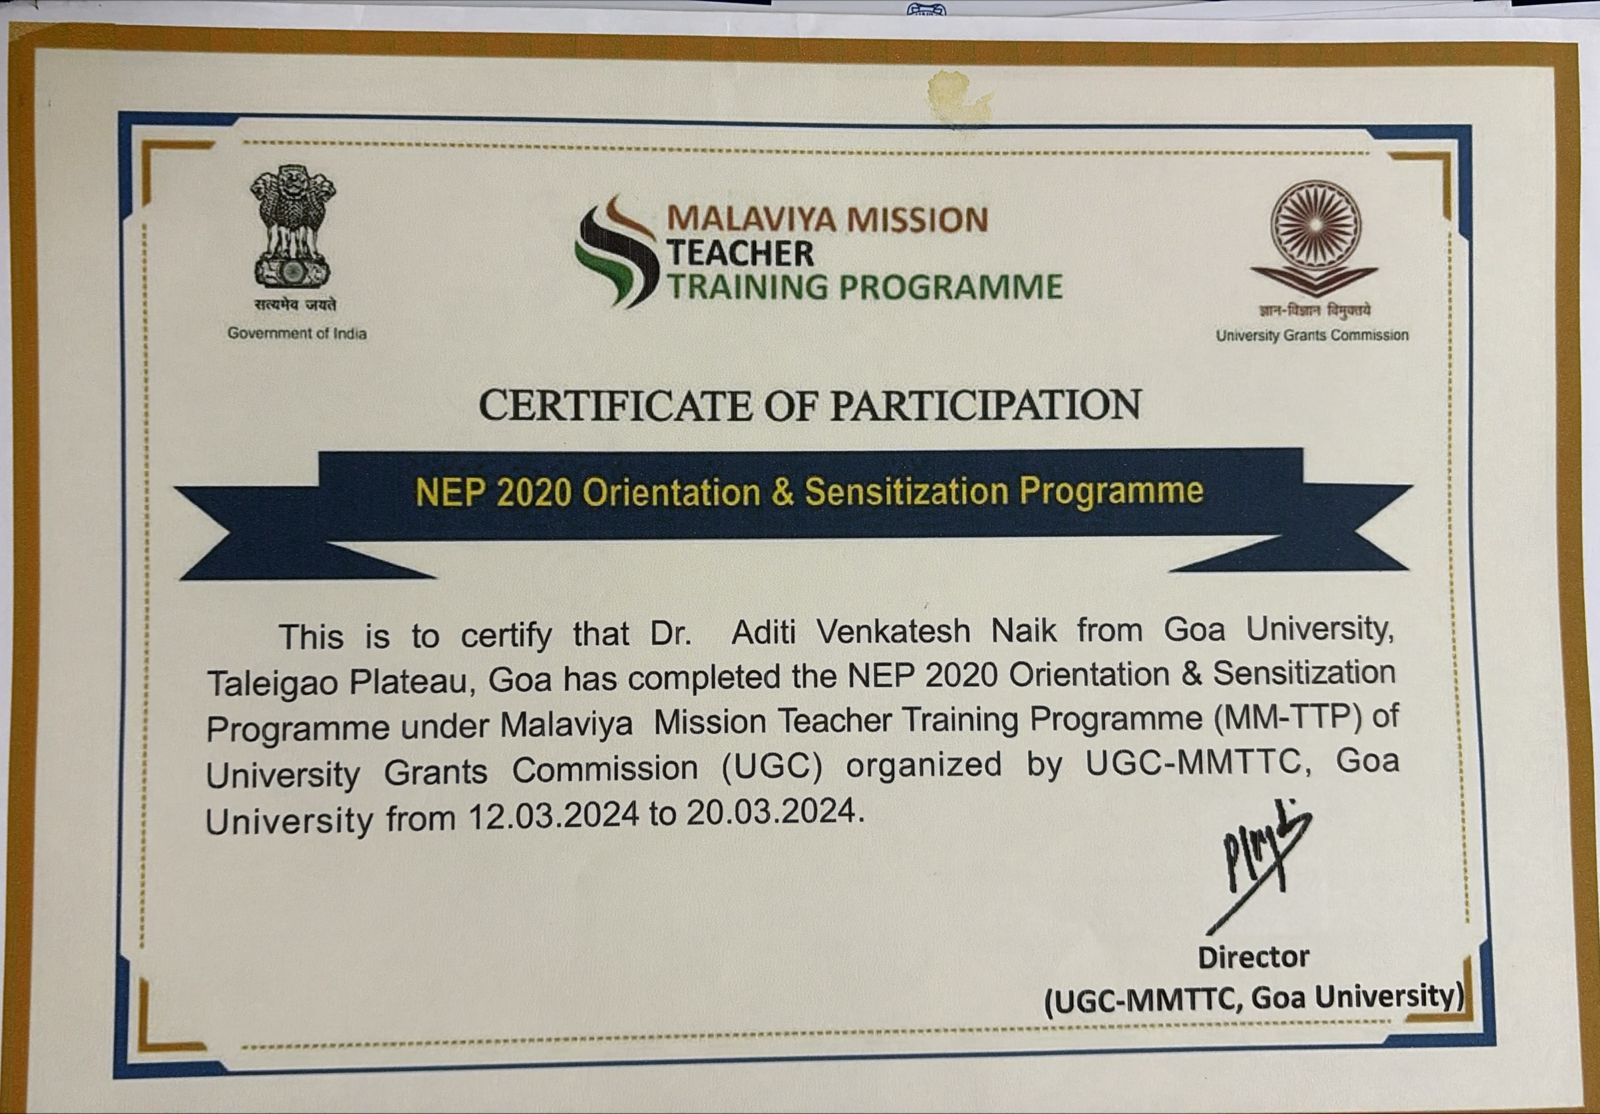 सत्यमेव जयते
Government of India
MALAVIYA MISSION
TEACHER
TRAINING PROGRAMME
ज्ञान-विज्ञान विमुक्तये
University Grants Commission
CERTIFICATE OF PARTICIPATION
NEP 2020 Orientation & Sensitization Programme
This is to certify that Dr. Aditi Venkatesh Naik from Goa University,
Taleigao Plateau, Goa has completed the NEP 2020 Orientation & Sensitization
Programme under Malaviya Mission Teacher Training Programme (MM-TTP) of
University Grants Commission (UGC) organized by UGC-MMTTC, Goa
University from 12.03.2024 to 20.03.2024.
Director
(UGC-MMTTC, Goa University)